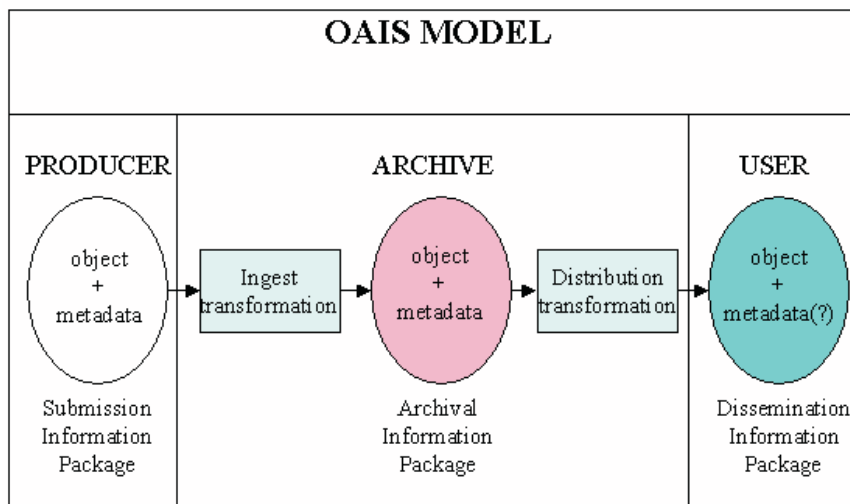 OAIS MODEL
PRODUCER
object
+
metadata
Submission
Information
Package
ARCHIVE
Ingest
transformation
object
+
metadata
Archival
Information
Package
Distribution
transformation
USER
object
+
metadata(?)
Dissemination
Information
Package